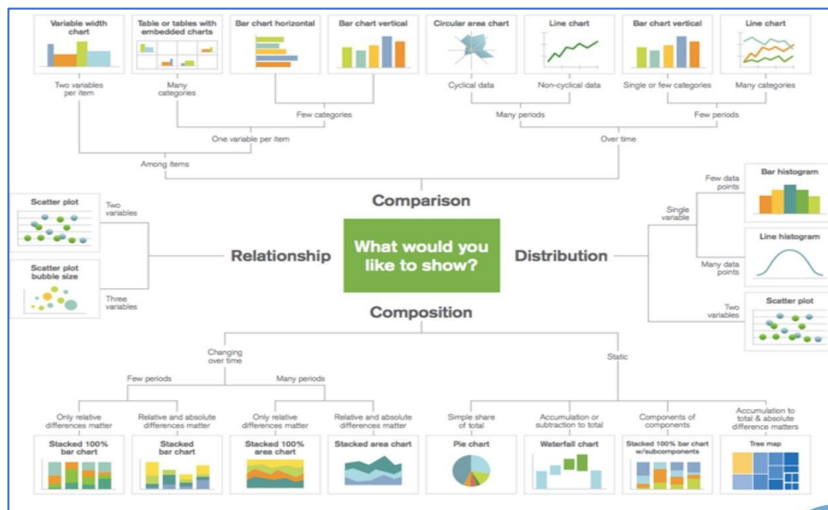 Variable width
chart
Table or tables with
embedded charts
Bar chart horizontal
Bar chart vertical
Circular area chart
Line chart
Bar chart vertical
Line chart
Two variables
per item
Many
categories
Cyclical data
Non-cyclical data
Single or few categories
Many categories
Few categories
Many periods
Few periods
One variable per item
Over time
Among items
Comparison
Scatter plot
Two
variables
Scatter plot
bubble size
Three
variables
Relationship
What would you
like to show?
Distribution
Few data
points
Bar histogram
Single
variable
Line histogram
Many data
points
Two
variables
Scatter plot
Composition
Changing
over time
Static
Few periods
Many periods
Only relative
differences matter
Relative and absolute
differences matter
Only relative
differences matter
Relative and absolute
differences matter
Simple share
of total
Accumulation or
subtraction to total
Components of
components
Accumulation to
total & absolute
difference matters
Stacked 100%
bar chart
Stacked
bar chart
Stacked 100%
area chart
Stacked area chart
Pie chart
Waterfall chart
Stacked 100% bar chart
w/subcomponents
Tree map